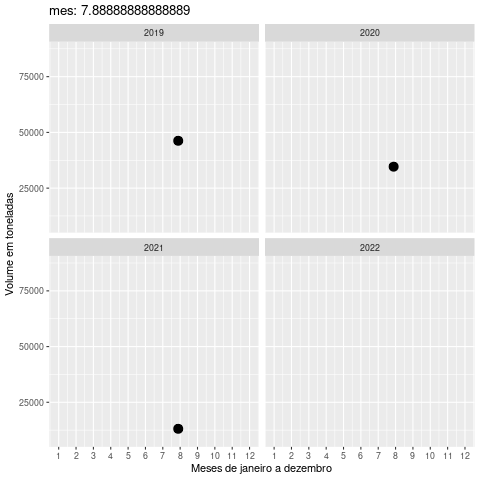 mes: 7.88888888888889
2019 2020
75000
50000
25000
Volume em toneladas
2021 2022
75000
50000
25000
1 2 3 4 5 6 7 8 9 10 11 12 1 2 3 4 5 6 7 8 9 10 11 12
Meses de janeiro a dezembro